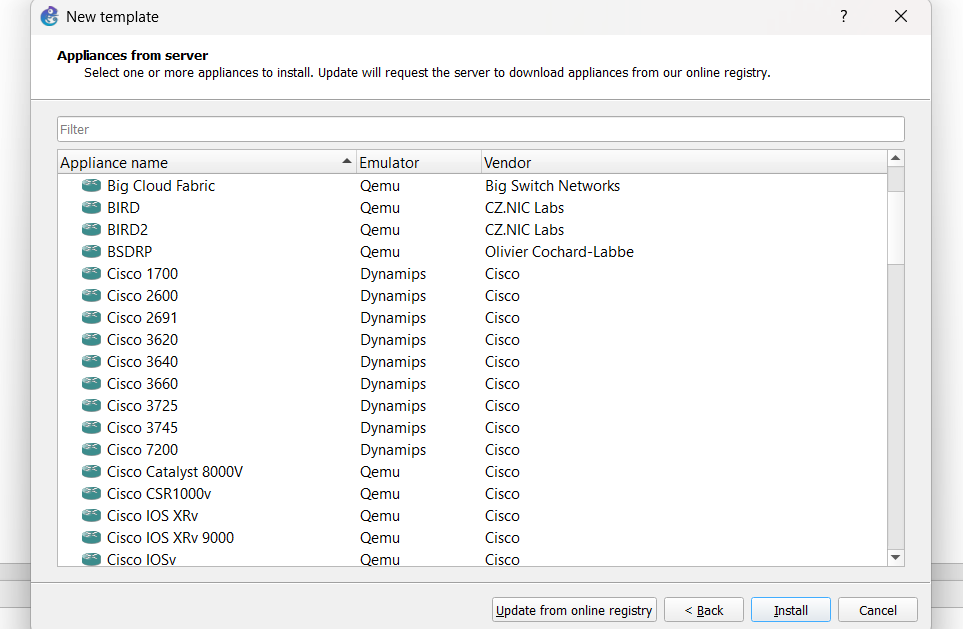 New template
?
Appliances from server
Select one or more appliances to install. Update will request the server to download appliances from our online registry.
Filter
Appliance name Emulator Vendor
Big Cloud Fabric Qemu Big Switch Networks
BIRD Qemu CZ.NIC Labs
BIRD2 Qemu CZ.NIC Labs
BSDRP Qemu Olivier Cochard-Labbe
Cisco 1700 Dynamips Cisco
Cisco 2600 Dynamips Cisco
Cisco 2691 Dynamips Cisco
Cisco 3620 Dynamips Cisco
Cisco 3640 Dynamips Cisco
Cisco 3660 Dynamips Cisco
Cisco 3725 Dynamips Cisco
Cisco 3745 Dynamips Cisco
Cisco 7200 Dynamips Cisco
Cisco Catalyst 8000V Qemu Cisco
Cisco CSR1000v Qemu Cisco
Cisco IOS XRv Qemu Cisco
Cisco IOS XRv 9000 Qemu Cisco
Cisco IOSv Qemu Cisco
Update from online registry < Back Install Cancel